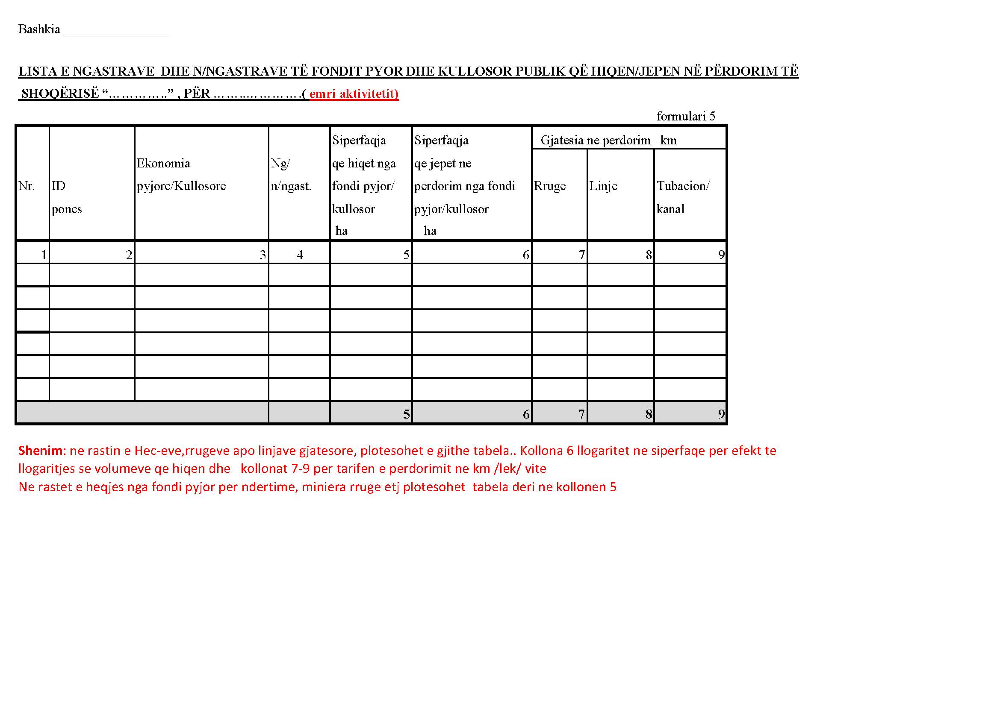 Bashkia ________________
LISTA E NGASTRAVE  DHE N/NGASTRAVE TË FONDIT PYOR DHE KULLOSOR PUBLIK QË HIQEN/JEPEN NË PËRDORIM TË
SHOQËRISË “…………..” , PËR ……..………….( emri aktivitetit)
formulari 5
Nr.
ID
pones
Ekonomia
pyjore/Kullosore
Ng/
n/ngast.
Siperfaqja
qe hiqet nga
fondi pyjor/
kullosor
ha
Siperfaqja
qe jepet ne
perdorim nga fondi
pyjor/kullosor
ha
Gjatesia ne perdorim   km
Rruge
Linje
Tubacion/
kanal
1 2 3 4 5 6 7 8 9
5 6 7 8 9
Shenim: ne rastin e Hec-eve,rrugeve apo linjave gjatesore, plotesohet e gjithe tabela.. Kollona 6 llogaritet ne siperfaqe per efekt te
llogaritjes se volumeve qe hiqen dhe   kollonat 7-9 per tarifen e perdorimit ne km /lek/ vite
Ne rastet e heqjes nga fondi pyjor per ndertime, miniera rruge etj plotesohet  tabela deri ne kollonen 5